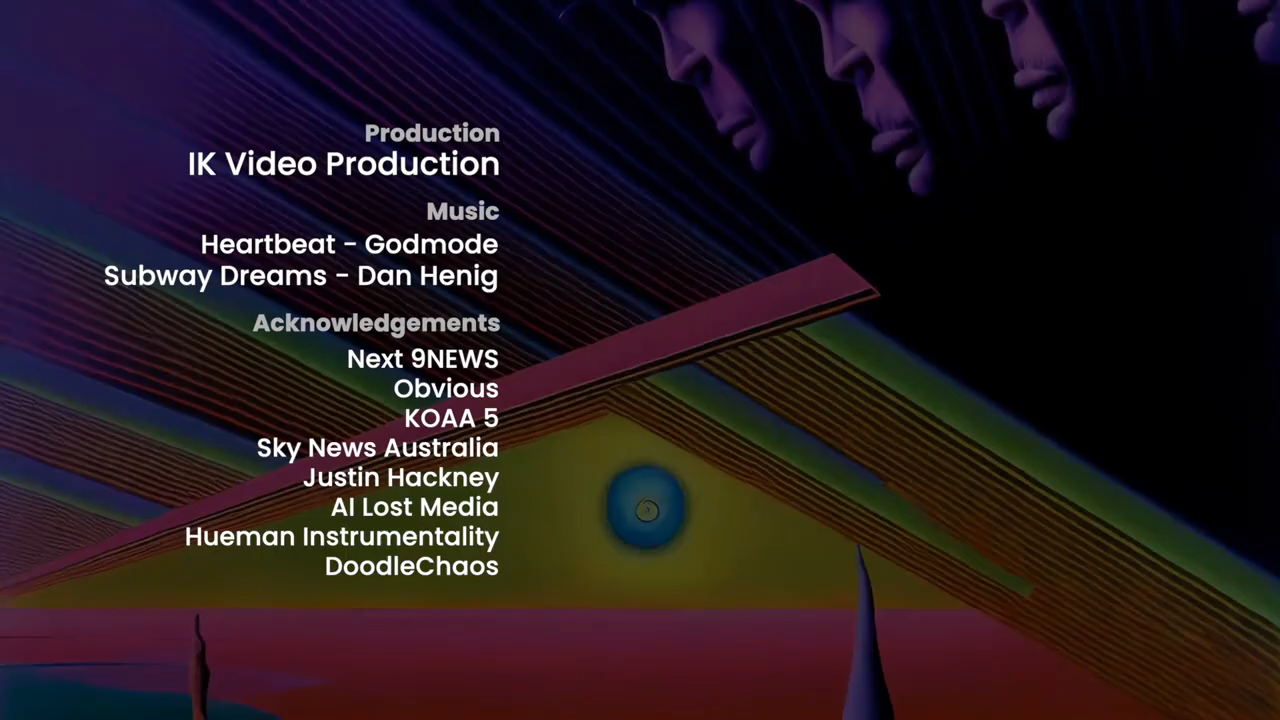 Production
IK Video Production
Music
Heartbeat - Godmode
Subway Dreams - Dan Henig
Acknowledgements
Next 9NEWS
Obvious
KOAA 5
Sky News Australia
Justin Hackney
AI Lost Media
Hueman Instrumentality
DoodleChaos